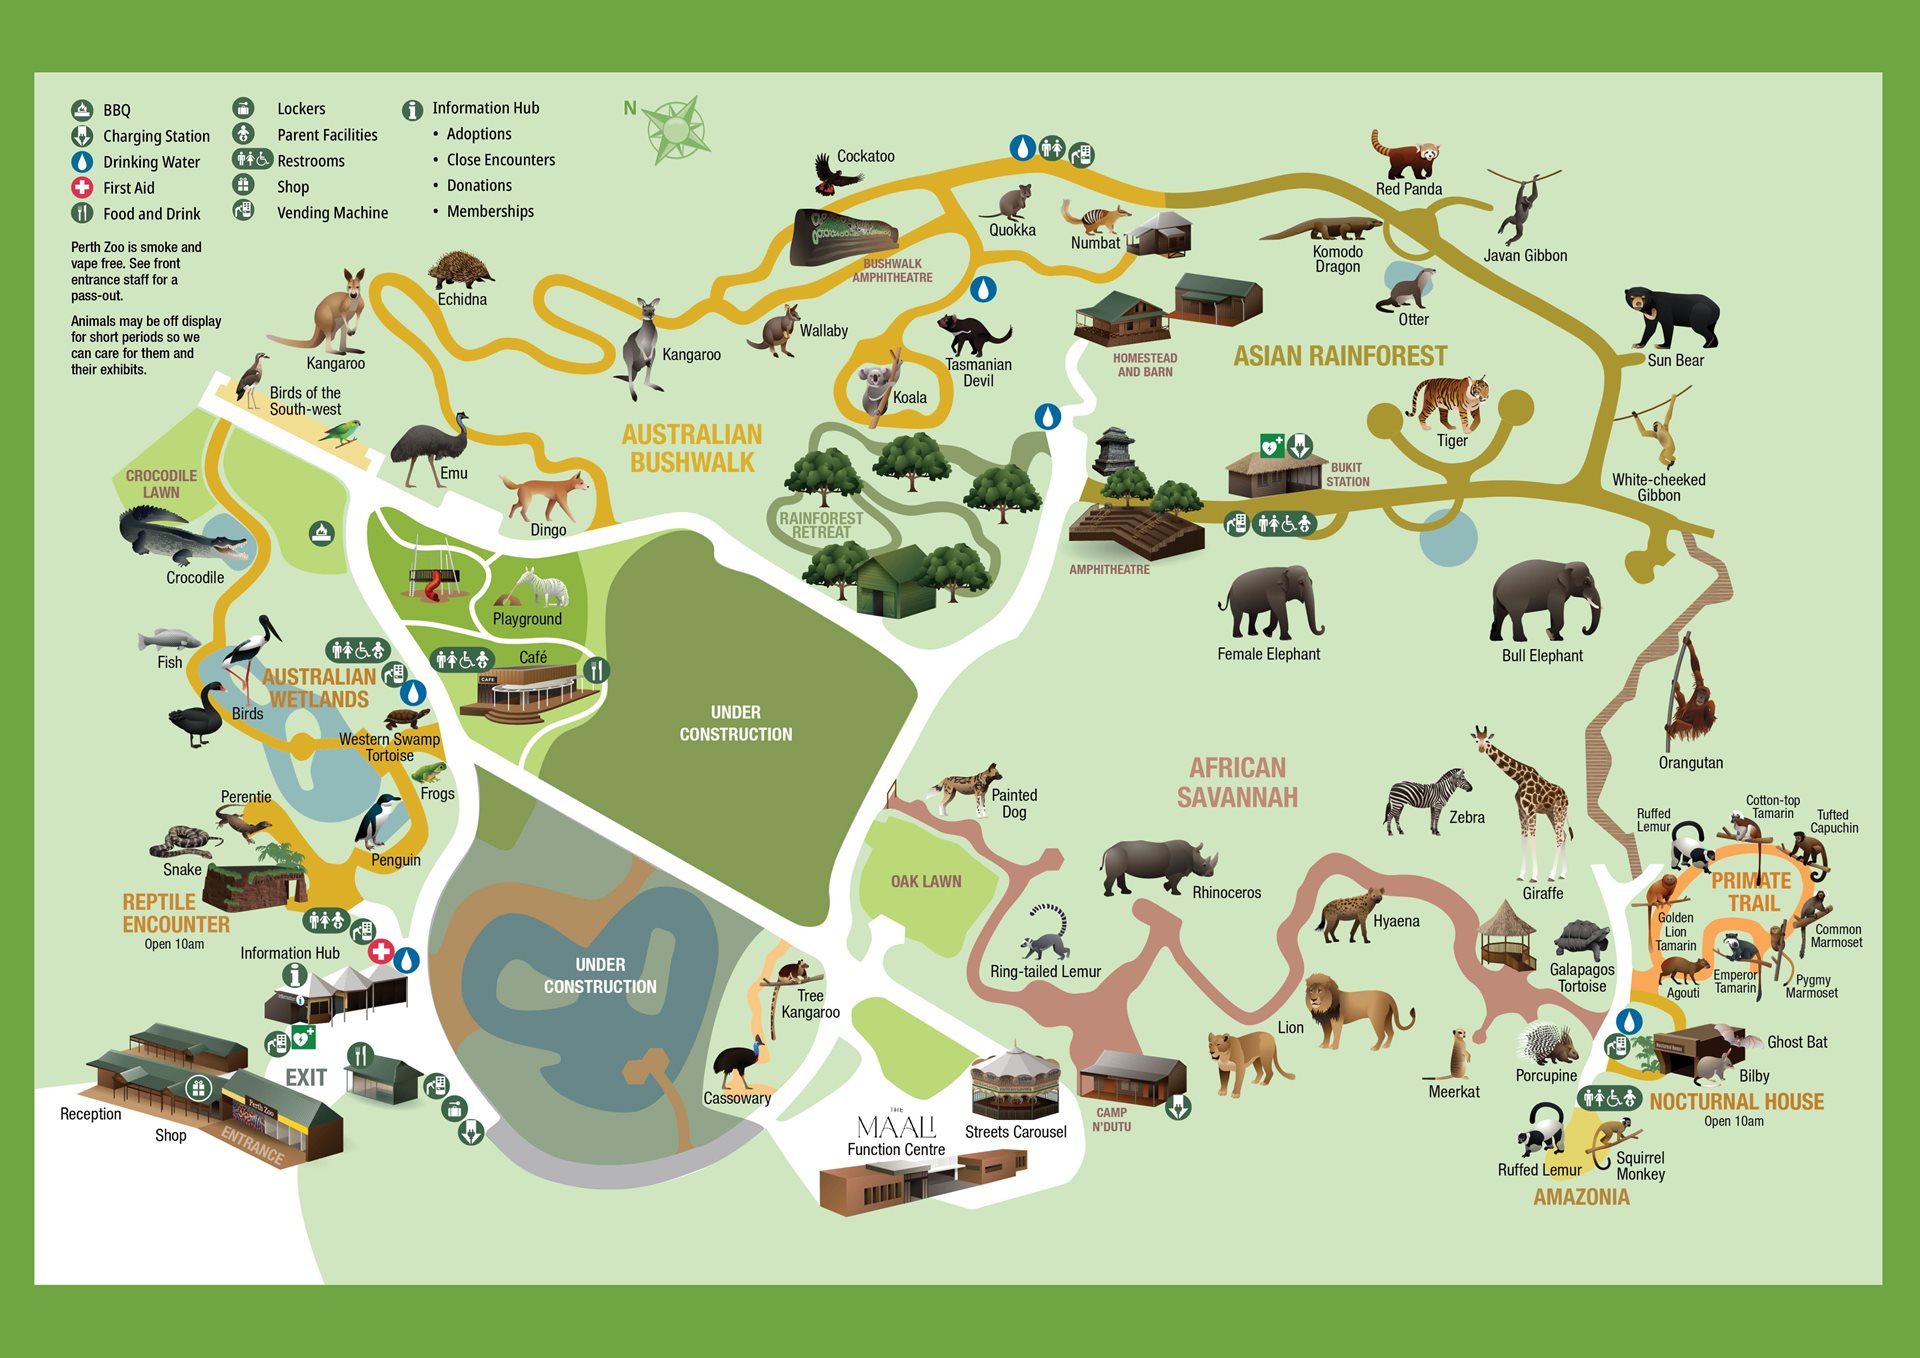 BBQ
Charging Station
Drinking Water
First Aid
Food and Drink
Lockers
Parent Facilities
Restrooms
Shop
Vending Machine
Information Hub
• Adoptions
• Close Encounters
• Donations
• Memberships
Perth Zoo is smoke and
vape free. See front
entrance staff for a
pass-out.
Animals may be off display
for short periods so we
can care for them and
their exhibits.
N
Cockatoo
Quokka
Numbat
BUSHWALK
AMPHITHEATRE
Echidna
Kangaroo
Kangaroo
Wallaby
Tasmanian
Devil
Koala
HOMESTEAD
AND BARN
Red Panda
Komodo
Dragon
Javan Gibbon
Otter
Sun Bear
ASIAN RAINFOREST
Tiger
White-cheeked
Gibbon
BUKIT
STATION
Birds of the
South-west
Emu
Dingo
AUSTRALIAN
BUSHWALK
RAINFOREST
RETREAT
AMPHITHEATRE
Female Elephant
Bull Elephant
Orangutan
CROCODILE
LAWN
Crocodile
Playground
Café
CAFE
Fish
Birds
AUSTRALIAN
WETLANDS
Western Swamp
Tortoise
Frogs
Penguin
Perentie
Snake
REPTILE
ENCOUNTER
Open 10am
UNDER
CONSTRUCTION
UNDER
CONSTRUCTION
AFRICAN
SAVANNAH
Painted
Dog
OAK LAWN
Rhinoceros
Zebra
Giraffe
Hyaena
Ring-tailed Lemur
Lion
Galapagos
Tortoise
Meerkat
Porcupine
Ruffed
Lemur
Cotton-top
Tamarin
Tufted
Capuchin
PRIMATE
TRAIL
Golden
Lion
Tamarin
Common
Marmoset
Agouti
Emperor
Tamarin
Pygmy
Marmoset
Nocturnal House
Ghost Bat
Bilby
NOCTURNAL HOUSE
Open 10am
Ruffed Lemur
Squirrel
Monkey
AMAZONIA
Information Hub
Tree
Kangaroo
Cassowary
THE
MAALI
Function Centre
Streets Carousel
CAMP
N'DUTU
EXIT
Reception
Shop
Perth Zoo
ENTRANCE